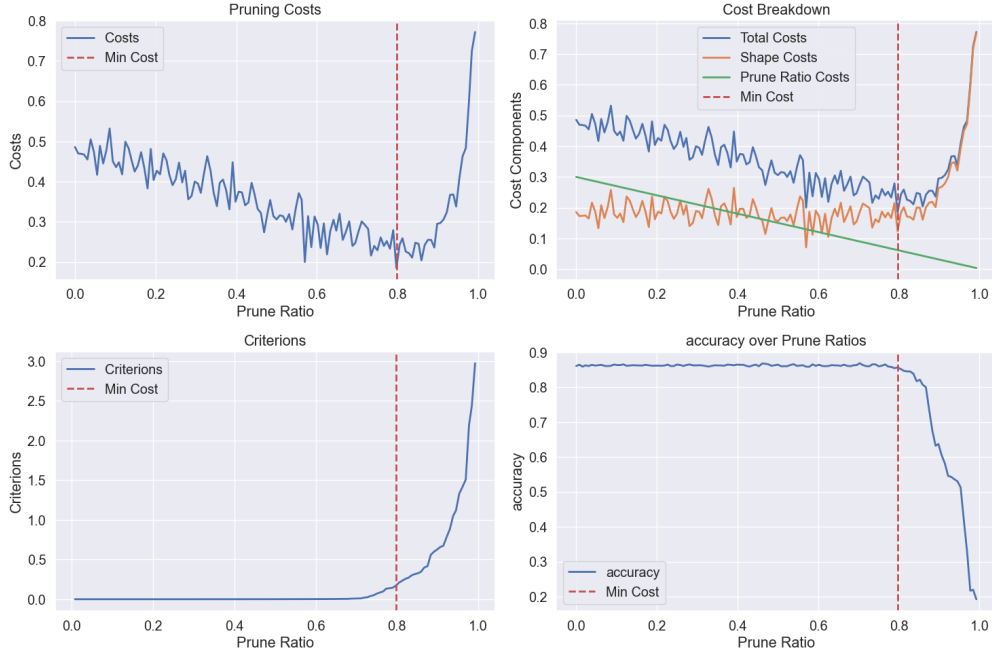 Pruning Costs
0.8
0.7
0.6
0.5
0.4
0.3
0.2
Costs
Costs
Min Cost
0.0 0.2 0.4 0.6 0.8 1.0
Prune Ratio
Cost Breakdown
0.8
0.7
0.6
0.5
0.4
0.3
0.2
0.1
0.0
Cost Components
Total Costs
Shape Costs
Prune Ratio Costs
Min Cost
0.0 0.2 0.4 0.6 0.8 1.0
Prune Ratio
Criterions
3.0
2.5
2.0
1.5
1.0
0.5
0.0
Criterions
Criterions
Min Cost
0.0 0.2 0.4 0.6 0.8 1.0
Prune Ratio
accuracy over Prune Ratios
0.9
0.8
0.7
0.6
0.5
0.4
0.3
0.2
accuracy
accuracy
Min Cost
0.0 0.2 0.4 0.6 0.8 1.0
Prune Ratio